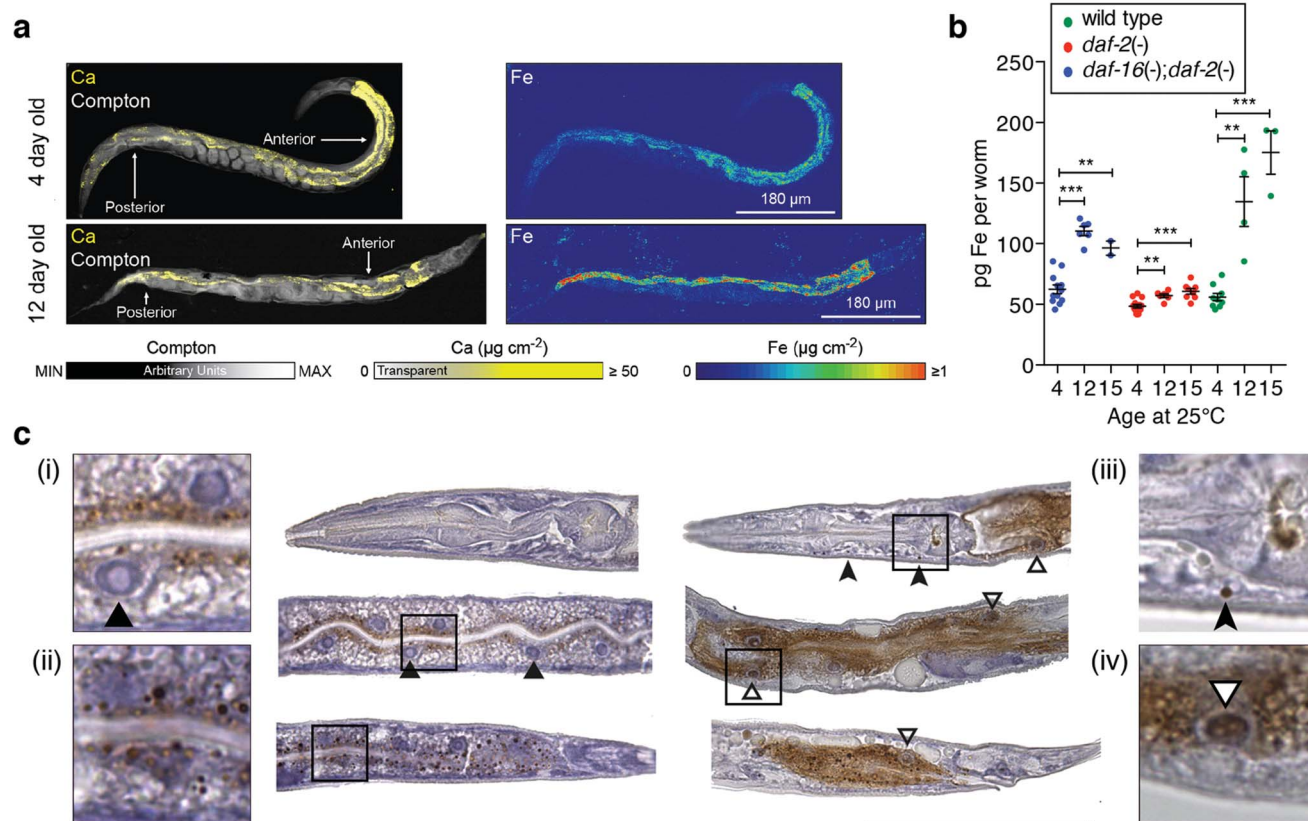 a
4 day old
Ca
Compton
Anterior
Posterior
Fe
180 µm
12 day old
Ca
Compton
Anterior
Posterior
Fe
180 µm
Compton
MIN Arbitrary Units MAX
Ca (µg cm⁻²)
0 Transparent ≥ 50
Fe (µg cm⁻²)
0 ≥1
b
wild type
daf-2(-)
daf-16(-);daf-2(-)
pg Fe per worm
250
200
150
100
50
0
*** **
** ***
** ***
4 12 15 4 12 15 4 12 15
Age at 25°C
c
(i)
(ii)
(iii)
(iv)